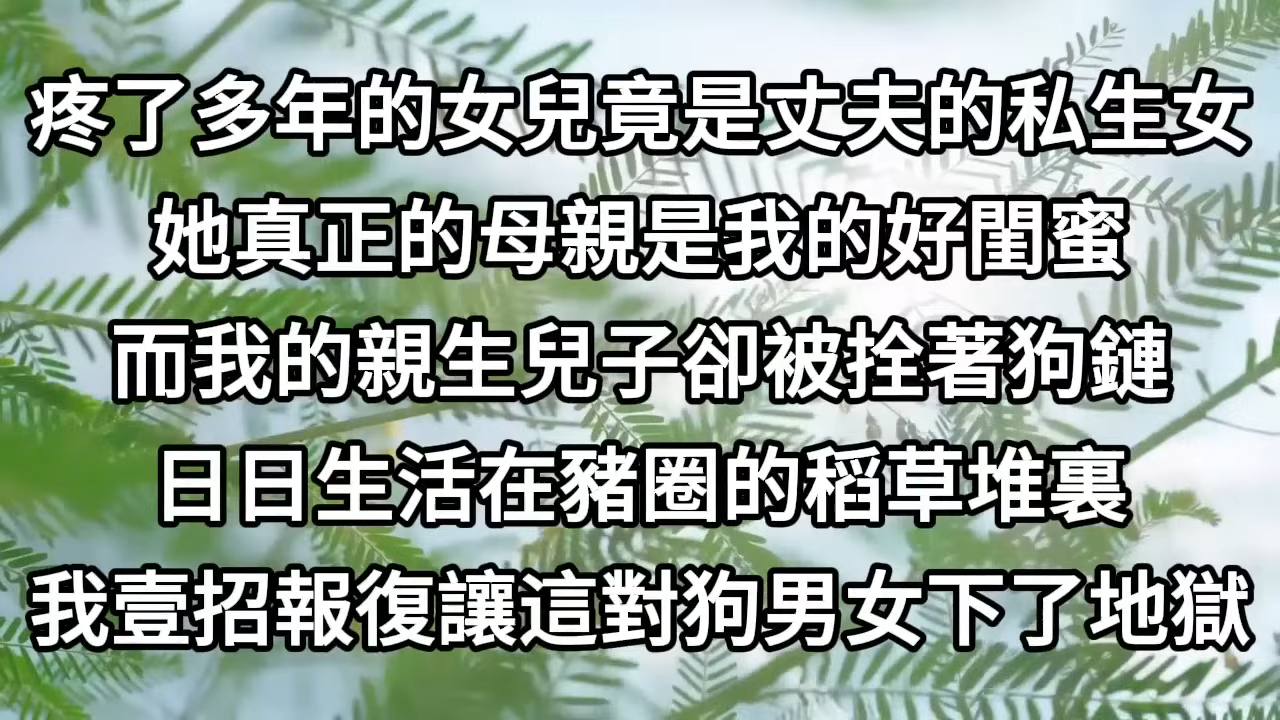 疼了多年的女兒竟是丈夫的私生女
她真正的母親是我的好閨蜜
而我的親生兒子卻被拴著狗鏈
日日生活在豬圈的稻草堆裏
我壹招報復讓這對狗男女下了地獄